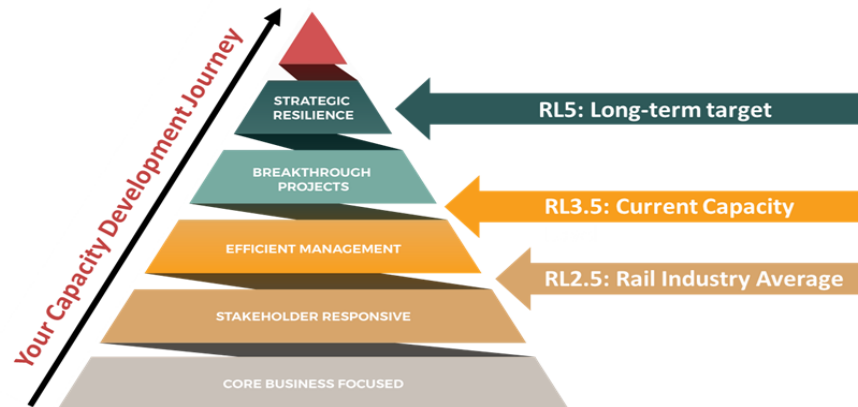 Your Capacity Development Journey
STRATEGIC
RESILIENCE
RL5: Long-term target
BREAKTHROUGH
PROJECTS
RL3.5: Current Capacity
EFFICIENT MANAGEMENT
RL2.5: Rail Industry Average
STAKEHOLDER RESPONSIVE
CORE BUSINESS FOCUSED